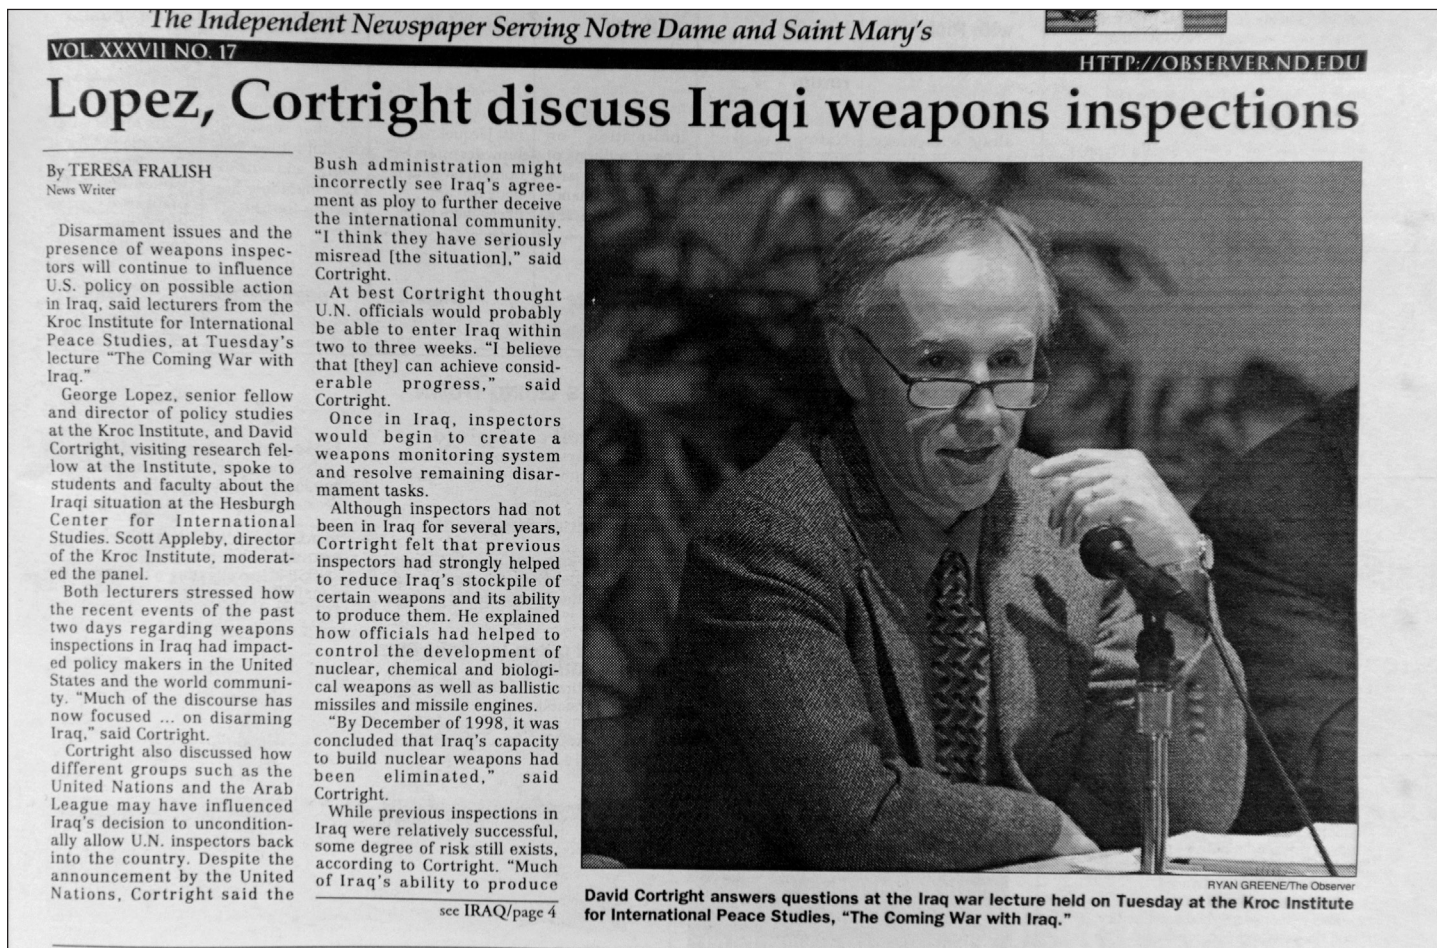 The Independent Newspaper Serving Notre Dame and Saint Mary's
VOL. XXXVII NO. 17
HTTP://OBSERVER.ND.EDU
Lopez, Cortright discuss Iraqi weapons inspections
By TERESA FRALISH
News Writer
Disarmament issues and the
presence of weapons inspec-
tors will continue to influence
U.S. policy on possible action
in Iraq, said lecturers from the
Kroc Institute for International
Peace Studies, at Tuesday's
lecture "The Coming War with
Iraq."
George Lopez, senior fellow
and director of policy studies
at the Kroc Institute, and David
Cortright, visiting research fel-
low at the Institute, spoke to
students and faculty about the
Iraqi situation at the Hesburgh
Center for International
Studies. Scott Appleby, director
of the Kroc Institute, moderat-
ed the panel.
Both lecturers stressed how
the recent events of the past
two days regarding weapons
inspections in Iraq had impact-
ed policy makers in the United
States and the world communi-
ty. "Much of the discourse has
now focused ... on disarming
Iraq," said Cortright.
Cortright also discussed how
different groups such as the
United Nations and the Arab
League may have influenced
Iraq's decision to uncondition-
ally allow U.N. inspectors back
into the country. Despite the
announcement by the United
Nations, Cortright said the
Bush administration might
incorrectly see Iraq's agree-
ment as ploy to further deceive
the international community.
"I think they have seriously
misread [the situation]," said
Cortright.
At best Cortright thought
U.N. officials would probably
be able to enter Iraq within
two to three weeks. "I believe
that [they] can achieve consid-
erable progress," said
Cortright.
Once in Iraq, inspectors
would begin to create a
weapons monitoring system
and resolve remaining disar-
mament tasks.
Although inspectors had not
been in Iraq for several years,
Cortright felt that previous
inspectors had strongly helped
to reduce Iraq's stockpile of
certain weapons and its ability
to produce them. He explained
how officials had helped to
control the development of
nuclear, chemical and biologi-
cal weapons as well as ballistic
missiles and missile engines.
"By December of 1998, it was
concluded that Iraq's capacity
to build nuclear weapons had
been eliminated," said
Cortright.
While previous inspections in
Iraq were relatively successful,
some degree of risk still exists,
according to Cortright. "Much
of Iraq's ability to produce
see IRAQ/page 4
RYAN GREENE/The Observer
David Cortright answers questions at the Iraq war lecture held on Tuesday at the Kroc Institute
for International Peace Studies, "The Coming War with Iraq."